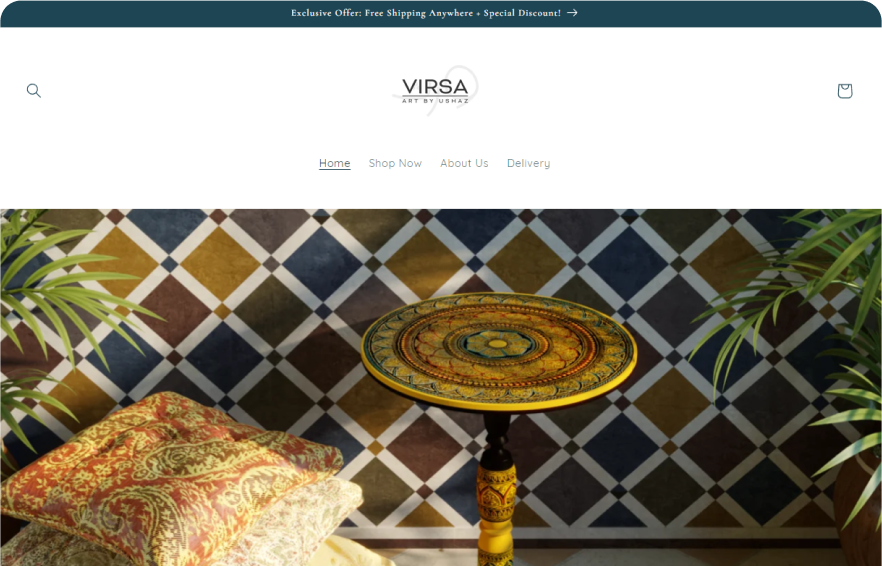 Exclusive Offer: Free Shipping Anywhere + Special Discount! →
VIRSA
ART BY USHAZ
Home Shop Now About Us Delivery